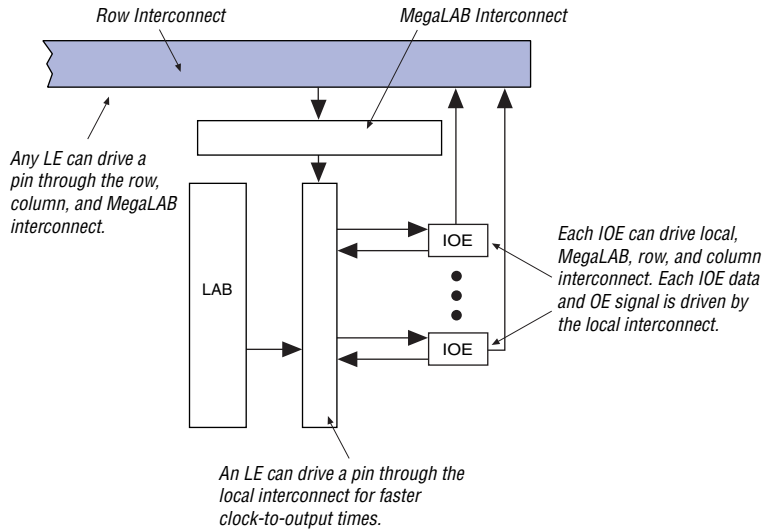 Row Interconnect
MegaLAB Interconnect
Any LE can drive a
pin through the row,
column, and MegaLAB
interconnect.
LAB
IOE
IOE
Each IOE can drive local,
MegaLAB, row, and column
interconnect. Each IOE data
and OE signal is driven by
the local interconnect.
An LE can drive a pin through the
local interconnect for faster
clock-to-output times.